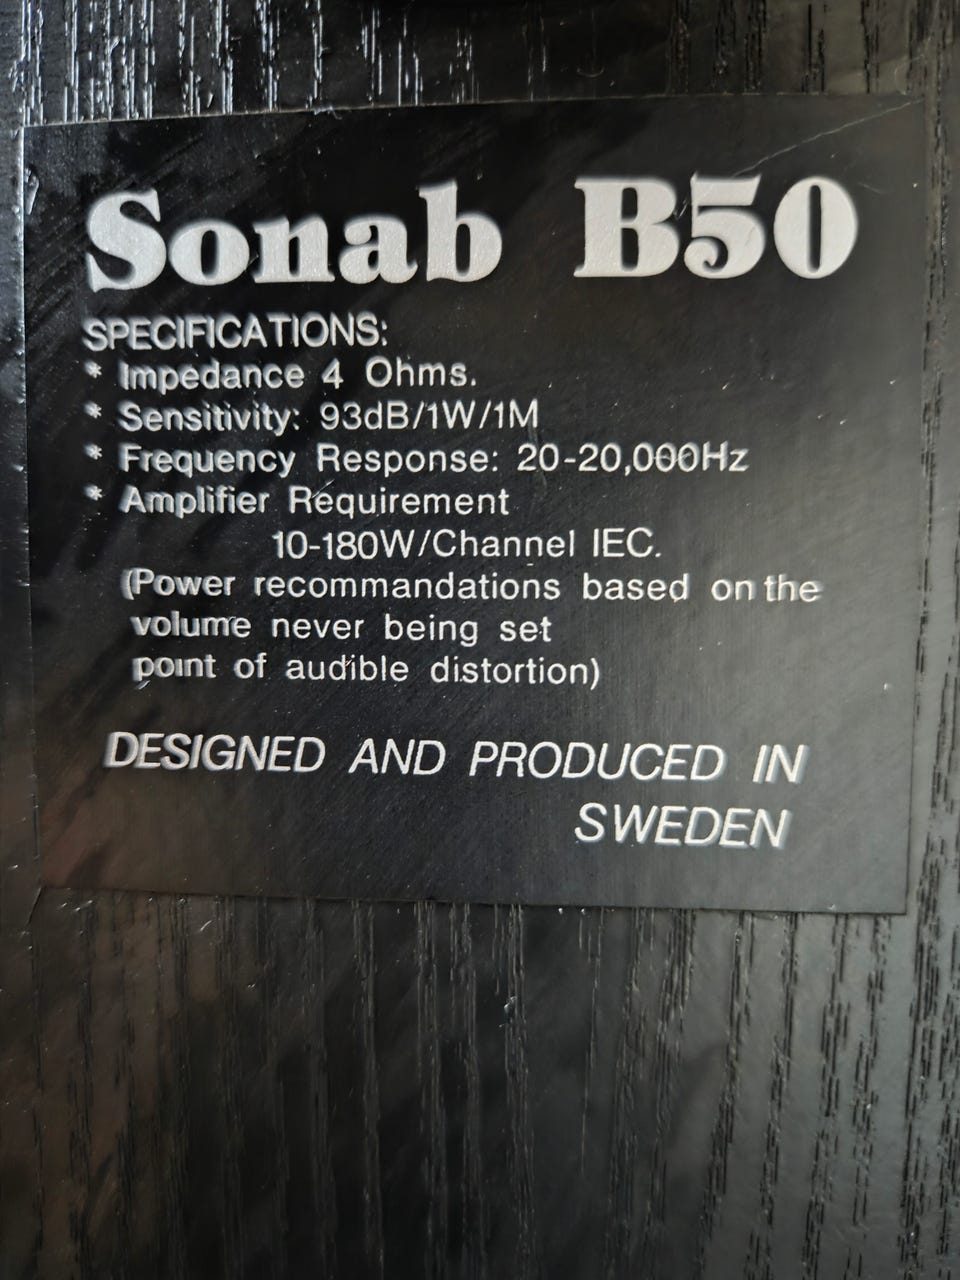 Sonab B50
SPECIFICATIONS:
* Impedance 4 Ohms.
* Sensitivity: 93dB/1W/1M
* Frequency Response: 20-20,000Hz
* Amplifier Requirement
10-180W/Channel IEC.
(Power recommandations based on the
volume never being set
point of audible distortion)
DESIGNED AND PRODUCED IN
SWEDEN